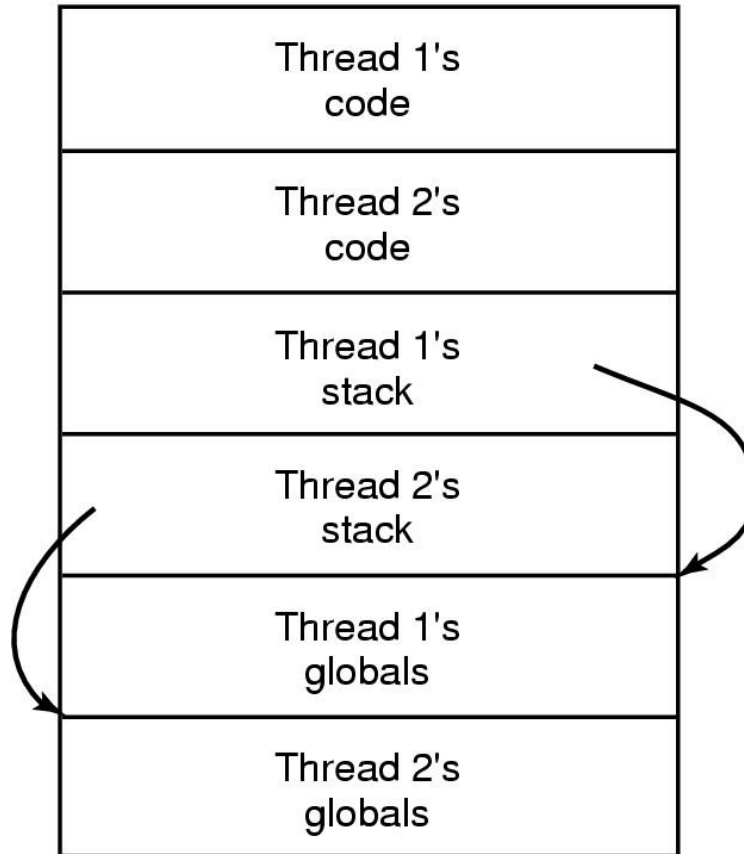 Thread 1's
code
Thread 2's
code
Thread 1's
stack
Thread 2's
stack
Thread 1's
globals
Thread 2's
globals